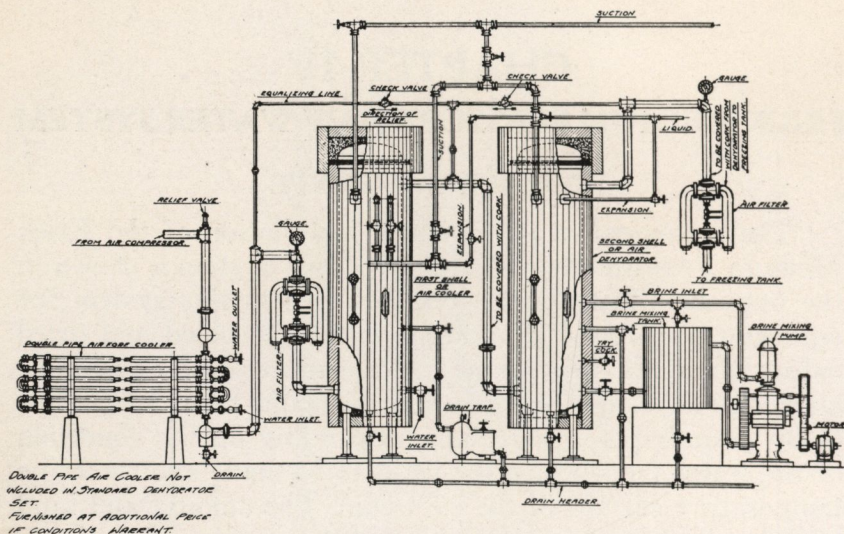 SUCTION
GAUGE
CHECK VALVE
CHECK VALVE
EQUALIZING LINE
DIRECTION OF
RELIEF
SUCTION
LIQUID
TO BE COVERED
WITH CORK FROM
DEHYDRATOR TO
FREEZING TANK
RELIEF VALVE
FROM AIR COMPRESSOR
GAUGE
EXPANSION
EXPANSION
AIR FILTER
TO BE COVERED WITH CORK
SECOND SHELL
OR AIR
DEHYDRATOR
FIRST SHELL
OR
AIR COOLER
TO FREEZING TANK
BRINE INLET
BRINE MIXING
TANK
BRINE MIXING
PUMP
WATER OUTLET
DOUBLE PIPE AIR FORE COOLER
AIR FILTER
TRY
COCK
WATER INLET
DRAIN TRAP
WATER
INLET
MOTOR
DRAIN
DRAIN HEADER
DOUBLE PIPE AIR COOLER NOT
INCLUDED IN STANDARD DEHYDRATOR
SET.
FURNISHED AT ADDITIONAL PRICE
IF CONDITIONS WARRANT.